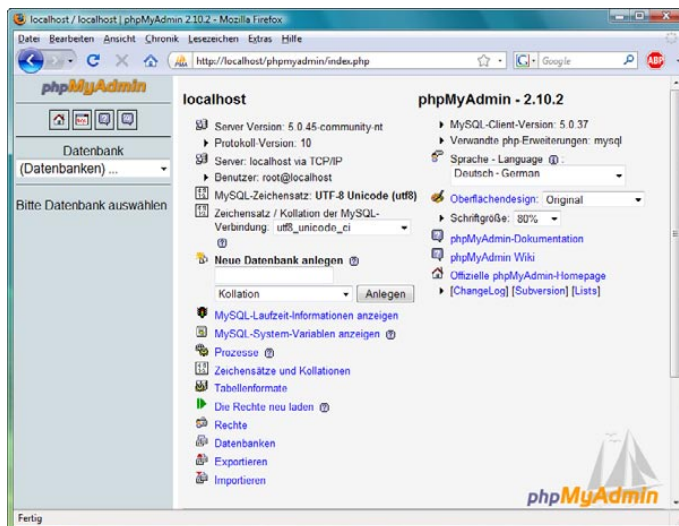 localhost / localhost | phpMyAdmin 2.10.2 - Mozilla Firefox
Datei Bearbeiten Ansicht Chronik Lesezeichen Extras Hilfe
http://localhost/phpmyadmin/index.php
Google
ABP
phpMyAdmin
Datenbank
(Datenbanken) ...
Bitte Datenbank auswählen
localhost
Server Version: 5.0.45-community-nt
Protokoll-Version: 10
Server: localhost via TCP/IP
Benutzer: root@localhost
MySQL-Zeichensatz: UTF-8 Unicode (utf8)
Zeichensatz / Kollation der MySQL-
Verbindung: utf8_unicode_ci
Neue Datenbank anlegen
Kollation Anlegen
MySQL-Laufzeit-Informationen anzeigen
MySQL-System-Variablen anzeigen
Prozesse
Zeichensätze und Kollationen
Tabellenformate
Die Rechte neu laden
Rechte
Datenbanken
Exportieren
Importieren
phpMyAdmin - 2.10.2
MySQL-Client-Version: 5.0.37
Verwandte php-Erweiterungen: mysql
Sprache - Language :
Deutsch - German
Oberflächendesign: Original
Schriftgröße: 80%
phpMyAdmin-Dokumentation
phpMyAdmin Wiki
Offizielle phpMyAdmin-Homepage
[ChangeLog] [Subversion] [Lists]
phpMyAdmin
Fertig